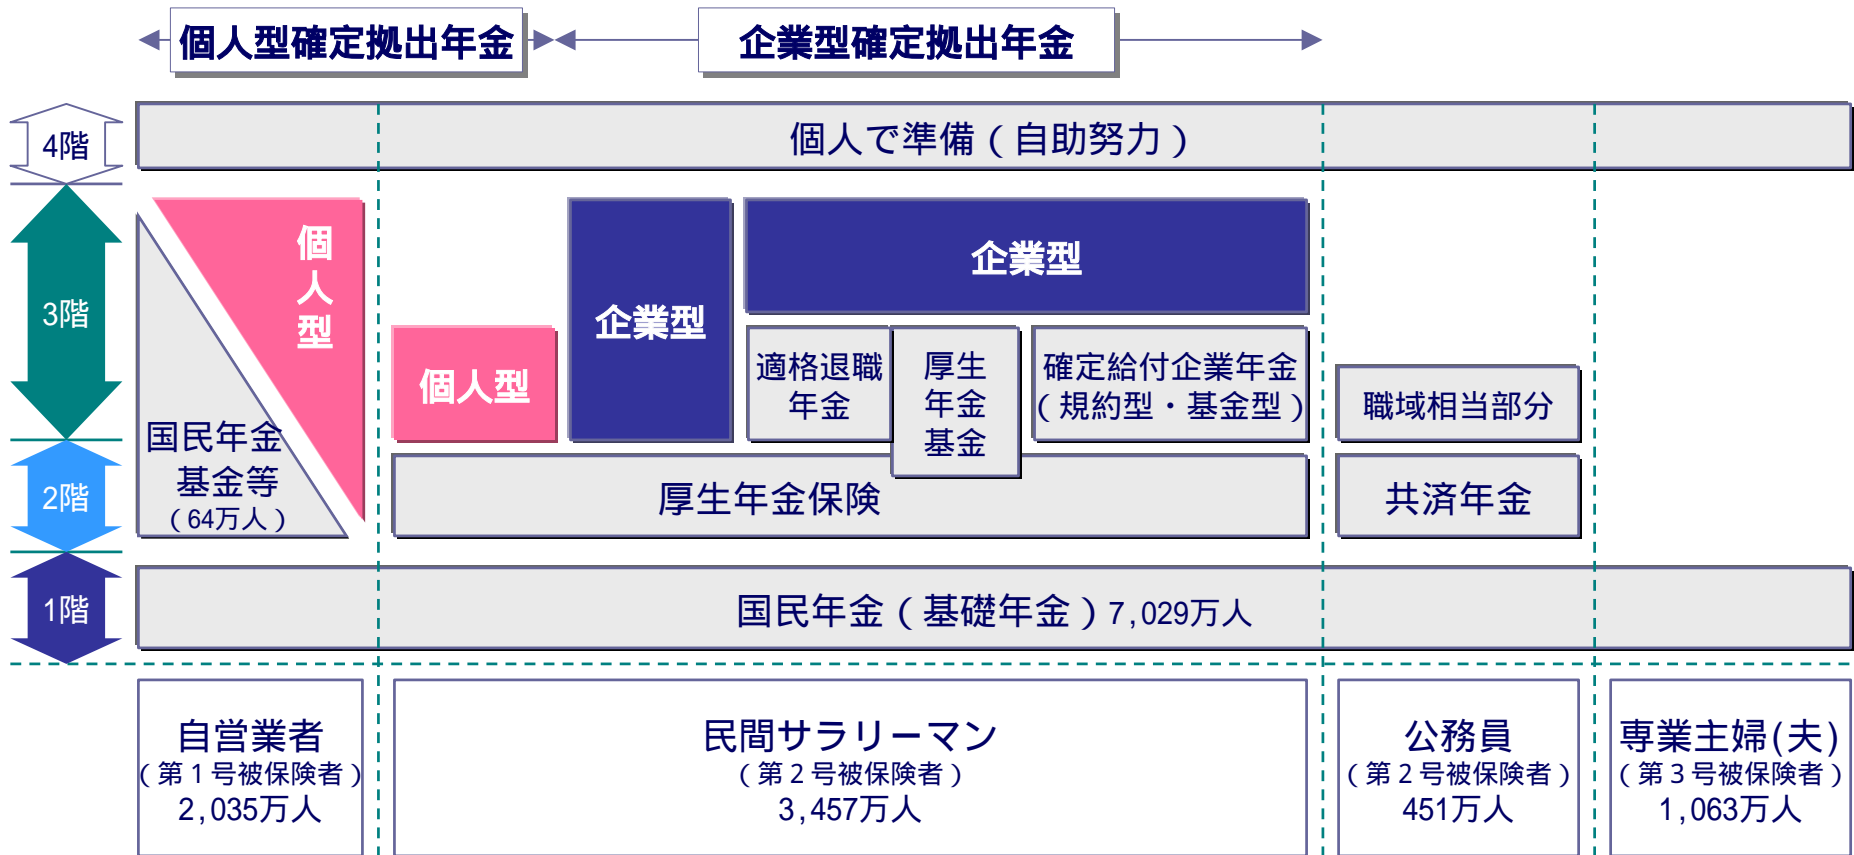 個人型確定拠出年金
企業型確定拠出年金
4階
個人で準備（自助努力）
3階
個
人
型
企業型
企業型
個人型
適格退職
年金
厚生
年金
基金
確定給付企業年金
（規約型・基金型）
職域相当部分
国民年金
基金等
（64万人）
2階
厚生年金保険
共済年金
1階
国民年金（基礎年金）7,029万人
自営業者
（第１号被保険者）
2,035万人
民間サラリーマン
（第２号被保険者）
3,457万人
公務員
（第２号被保険者）
451万人
専業主婦(夫)
（第３号被保険者）
1,063万人